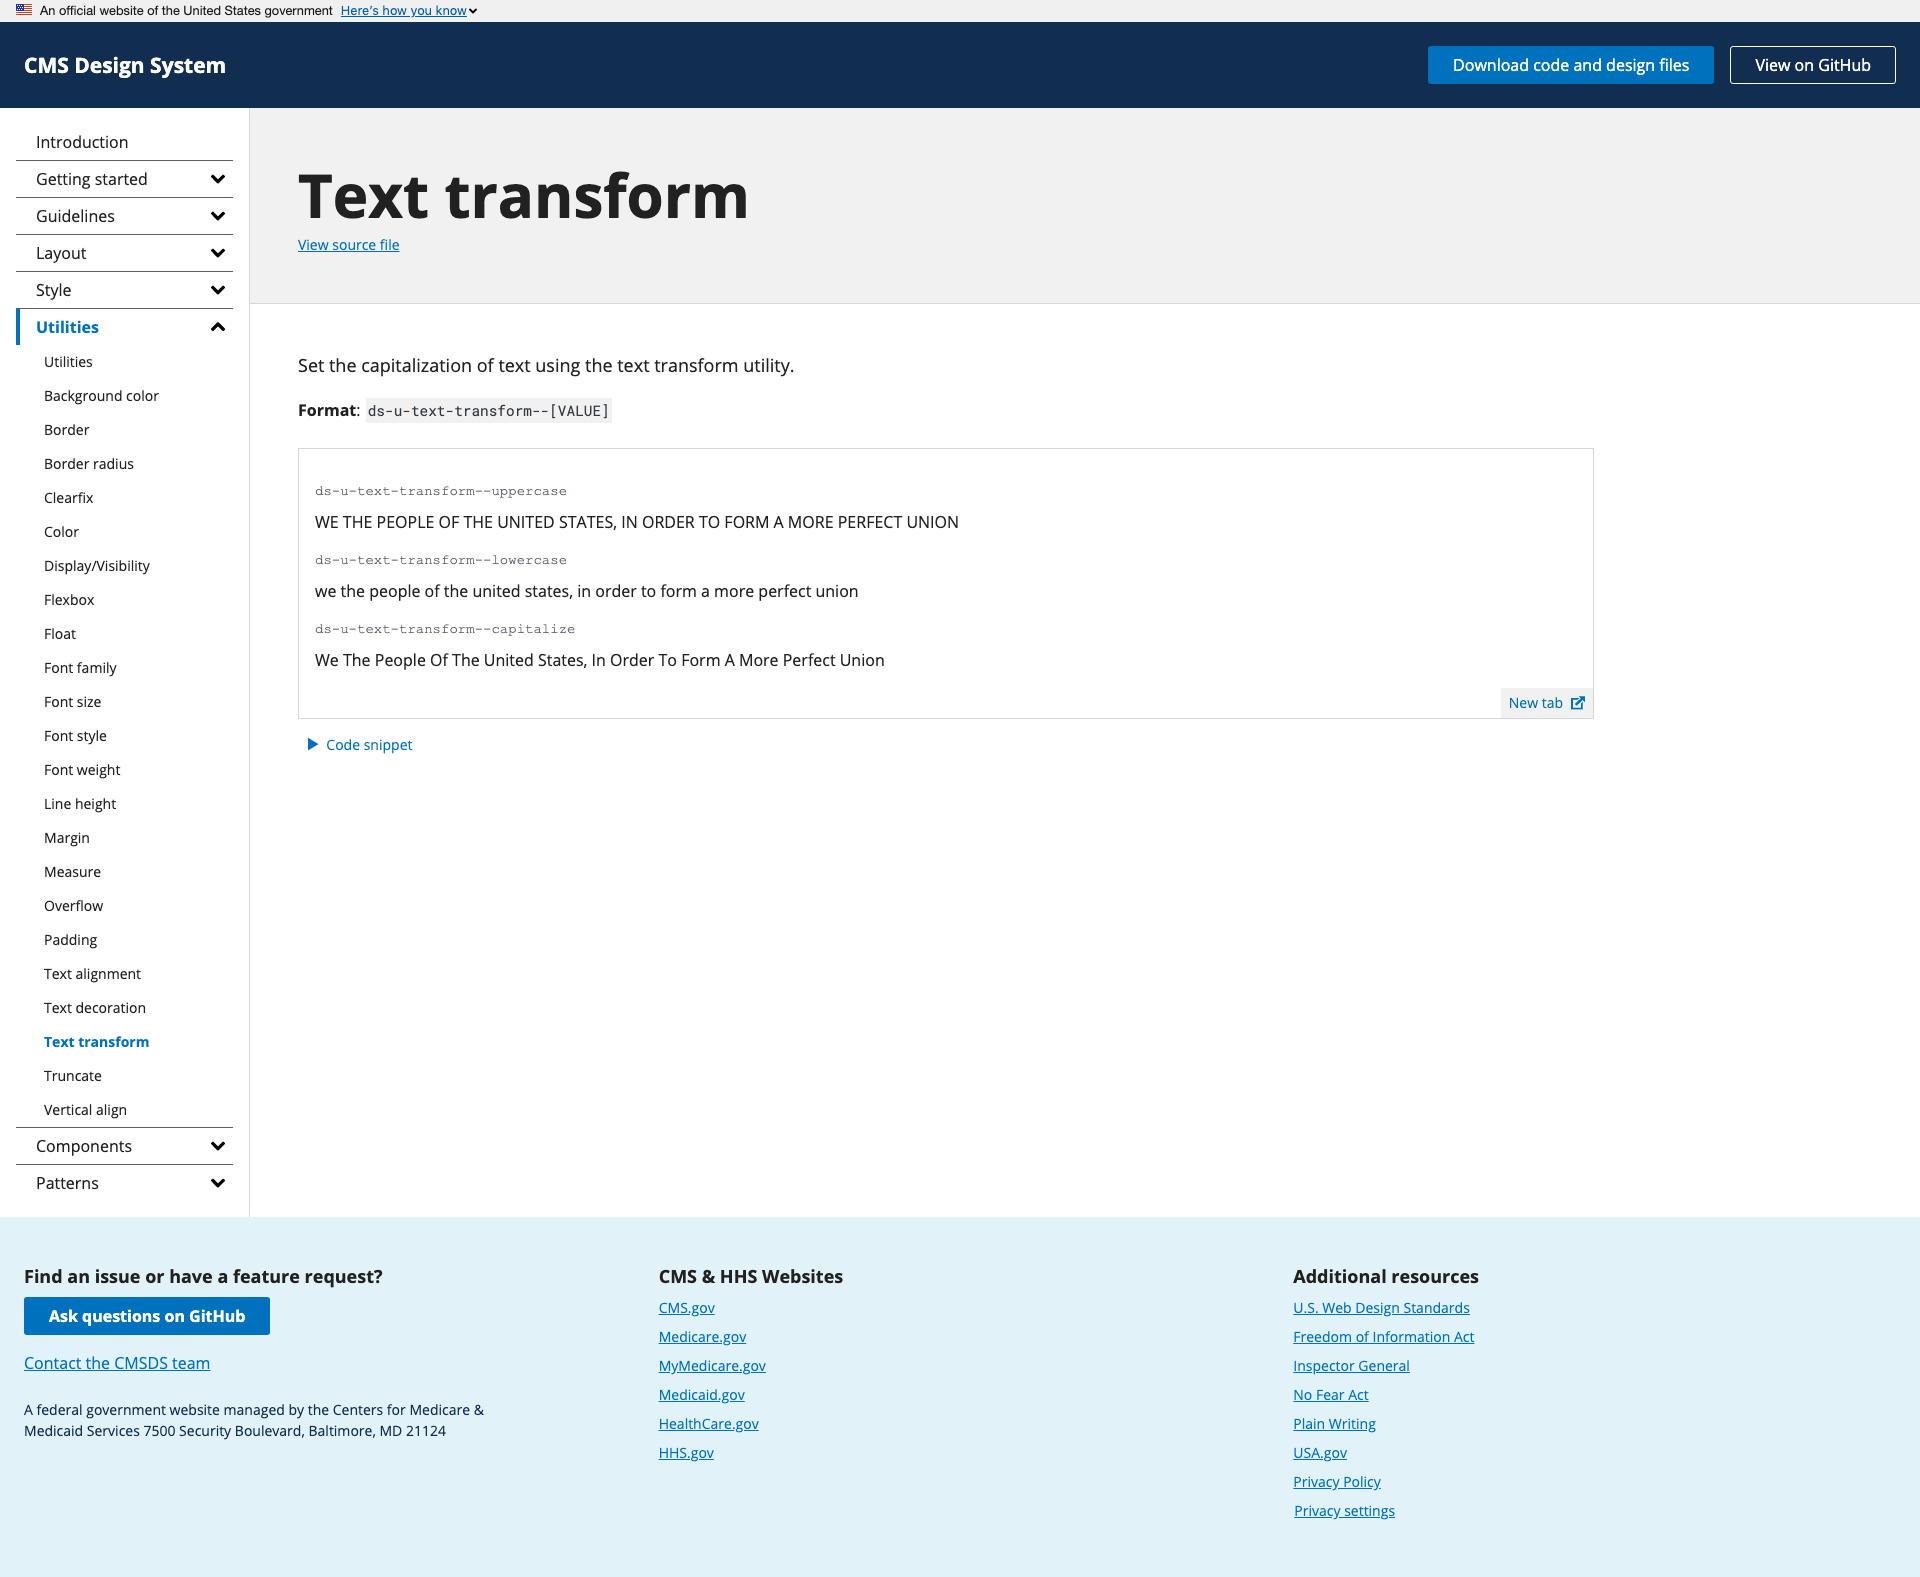 An official website of the United States government Here's how you know
CMS Design System
Download code and design files
View on GitHub
Introduction
Getting started
Guidelines
Layout
Style
Utilities
Utilities
Background color
Border
Border radius
Clearfix
Color
Display/Visibility
Flexbox
Float
Font family
Font size
Font style
Font weight
Line height
Margin
Measure
Overflow
Padding
Text alignment
Text decoration
Text transform
Truncate
Vertical align
Components
Patterns
Text transform
View source file
Set the capitalization of text using the text transform utility.
Format: ds-u-text-transform--[VALUE]
ds-u-text-transform--uppercase
WE THE PEOPLE OF THE UNITED STATES, IN ORDER TO FORM A MORE PERFECT UNION
ds-u-text-transform--lowercase
we the people of the united states, in order to form a more perfect union
ds-u-text-transform--capitalize
We The People Of The United States, In Order To Form A More Perfect Union
New tab
Code snippet
Find an issue or have a feature request?
Ask questions on GitHub
Contact the CMSDS team
A federal government website managed by the Centers for Medicare &
Medicaid Services 7500 Security Boulevard, Baltimore, MD 21124
CMS & HHS Websites
CMS.gov
Medicare.gov
MyMedicare.gov
Medicaid.gov
HealthCare.gov
HHS.gov
Additional resources
U.S. Web Design Standards
Freedom of Information Act
Inspector General
No Fear Act
Plain Writing
USA.gov
Privacy Policy
Privacy settings